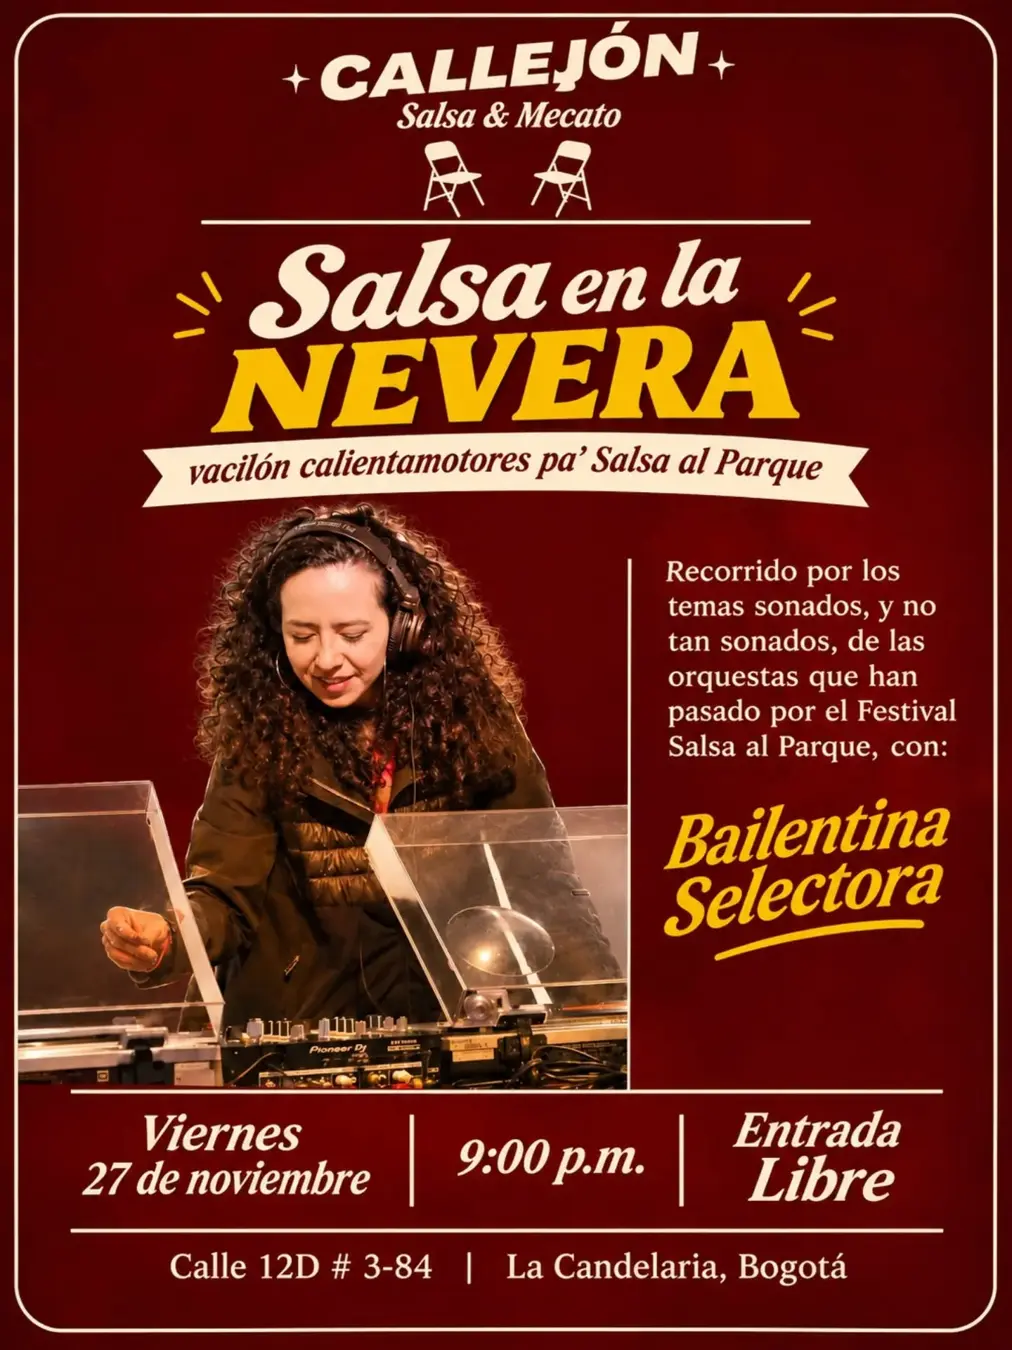 CALLEJÓN
Salsa & Mecato
Salsa en la
NEVERA
vacilón calientamotores pa' Salsa al Parque
Recorrido por los
temas sonados, y no
tan sonados, de las
orquestas que han
pasado por el Festival
Salsa al Parque, con:
Bailentina
Selectora
Pioneer Dj
Viernes
27 de noviembre
9:00 p.m.
Entrada
Libre
Calle 12D # 3-84 | La Candelaria, Bogotá